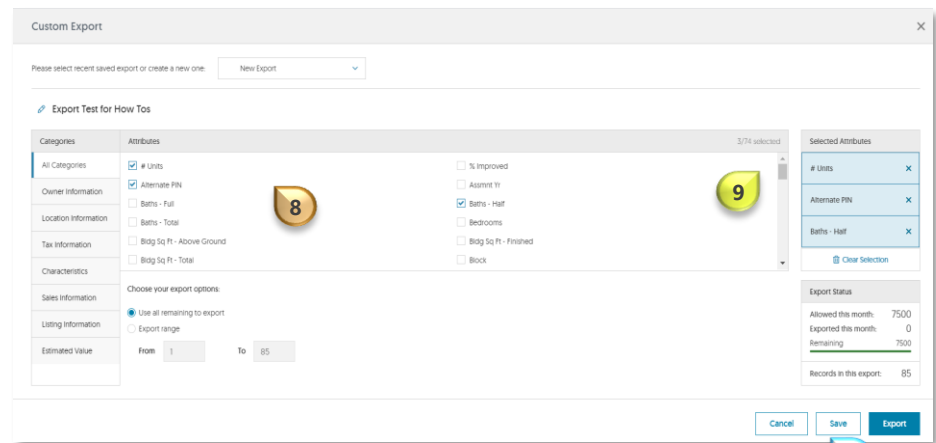 Custom Export
Please select recent saved export or create a new one: New Export
Export Test for How Tos
Categories
All Categories
Owner Information
Location Information
Tax Information
Characteristics
Sales Information
Listing Information
Estimated Value
Attributes 3/74 selected
# Units % Improved
Alternate PIN Assmnt Yr
Baths - Full Baths - Half
Baths - Total Bedrooms
Bldg Sq Ft - Above Ground Bldg Sq Ft - Finished
Bldg Sq Ft - Total Block
8
9
Choose your export options:
Use all remaining to export
Export range
From 1 To 85
Selected Attributes
# Units
Alternate PIN
Baths - Half
Clear Selection
Export Status
Allowed this month: 7500
Exported this month: 0
Remaining 7500
Records in this export: 85
Cancel Save Export